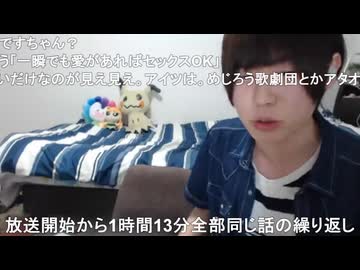 ですちゃん？
う「一瞬でも愛があればセックスOK」
いだけなのが見え見え。アイツは。めじろう歌劇団とかアタオ
放送開始から1時間13分全部同じ話の繰り返し